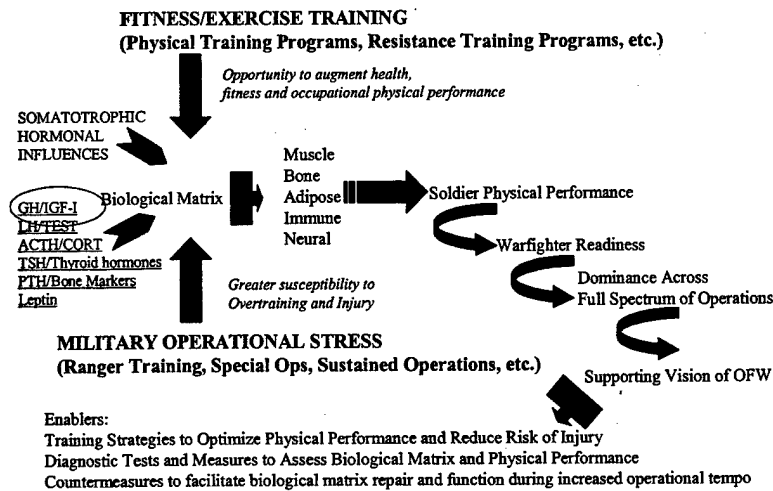 FITNESS/EXERCISE TRAINING
(Physical Training Programs, Resistance Training Programs, etc.)
Opportunity to augment health,
fitness and occupational physical performance
SOMATOTROPHIC
HORMONAL
INFLUENCES
Biological Matrix
GH/IGF-I
LH/TEST
ACTH/CORT
TSH/Thyroid hormones
PTH/Bone Markers
Leptin
Muscle
Bone
Adipose
Immune
Neural
Soldier Physical Performance
Warfighter Readiness
Dominance Across
Full Spectrum of Operations
Supporting Vision of OFW
Greater susceptibility to
Overtraining and Injury
MILITARY OPERATIONAL STRESS
(Ranger Training, Special Ops, Sustained Operations, etc.)
Enablers:
Training Strategies to Optimize Physical Performance and Reduce Risk of Injury
Diagnostic Tests and Measures to Assess Biological Matrix and Physical Performance
Countermeasures to facilitate biological matrix repair and function during increased operational tempo